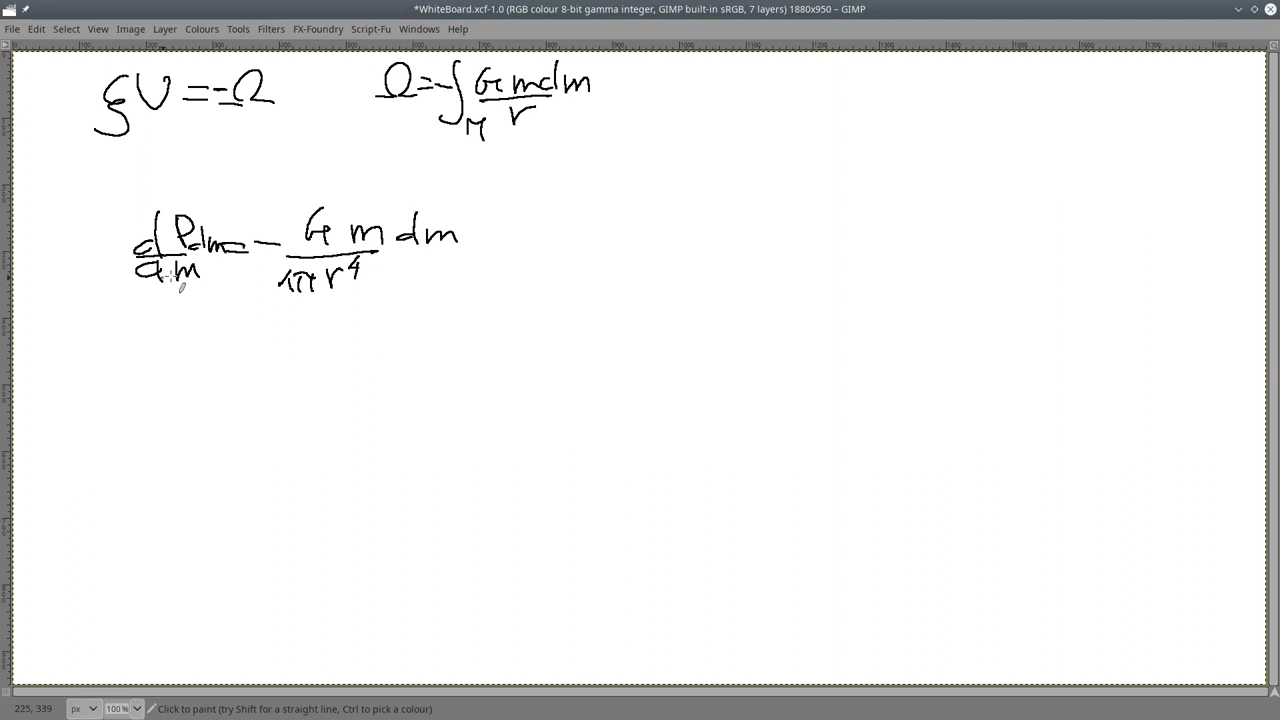 *WhiteBoard.xcf-1.0 (RGB colour 8-bit gamma integer, GIMP built-in sRGB, 7 layers) 1880x950 – GIMP
File Edit Select View Image Layer Colours Tools Filters FX-Foundry Script-Fu Windows Help
ξU = -Ω    Ω = -∫_M Gm dm / r
dP/dm dm = - Gm / 4πr⁴ dm
225, 339 px 100% Click to paint (try Shift for a straight line, Ctrl to pick a colour)